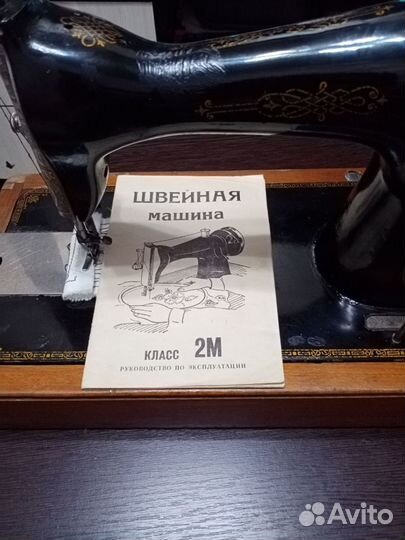 ШВЕЙНАЯ
машина
КЛАСС 2М
РУКОВОДСТВО ПО ЭКСПЛУАТАЦИИ
Avito